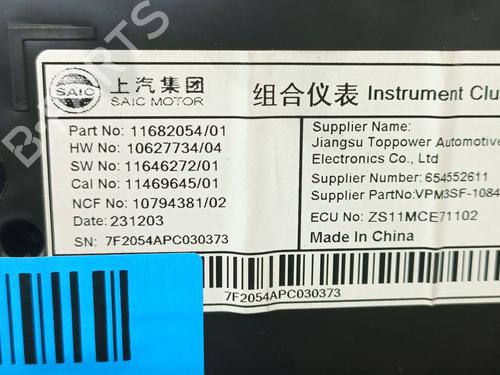 SAIC
上汽集团
SAIC MOTOR
组合仪表 Instrument Clu
Part No: 11682054/01
HW No: 10627734/04
SW No: 11646272/01
Cal No: 11469645/01
NCF No: 10794381/02
Date: 231203
SN: 7F2054APC030373
Supplier Name:
Jiangsu Toppower Automotive
Electronics Co., Ltd
Supplier Number: 654552611
Supplier PartNo:VPM3SF-1084
ECU No: ZS11MCE71102
Made In China
7F2054APC030373